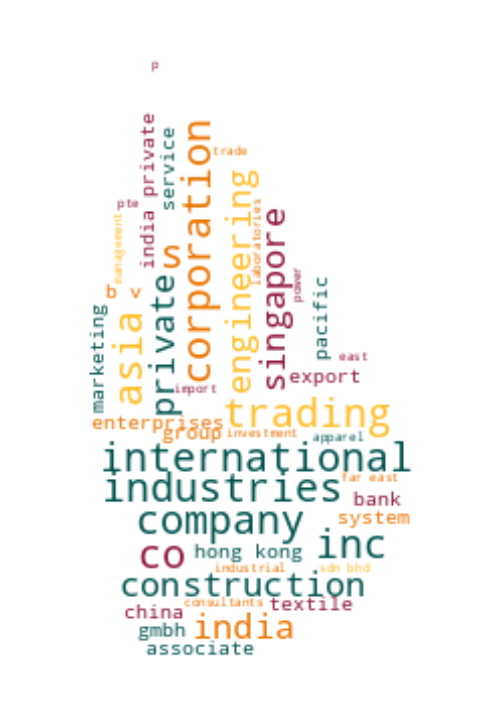 p
india private
service
corporation
trade
pte
management
engineering
laboratories
s
singapore
power
b v
private
asia
pacific
marketing
east
export
import
trading
enterprises
group investment apparel
international
industries far east
bank
company system
co hong kong inc
industrial sdn bhd
construction
consultants textile
china
gmbh india
associate